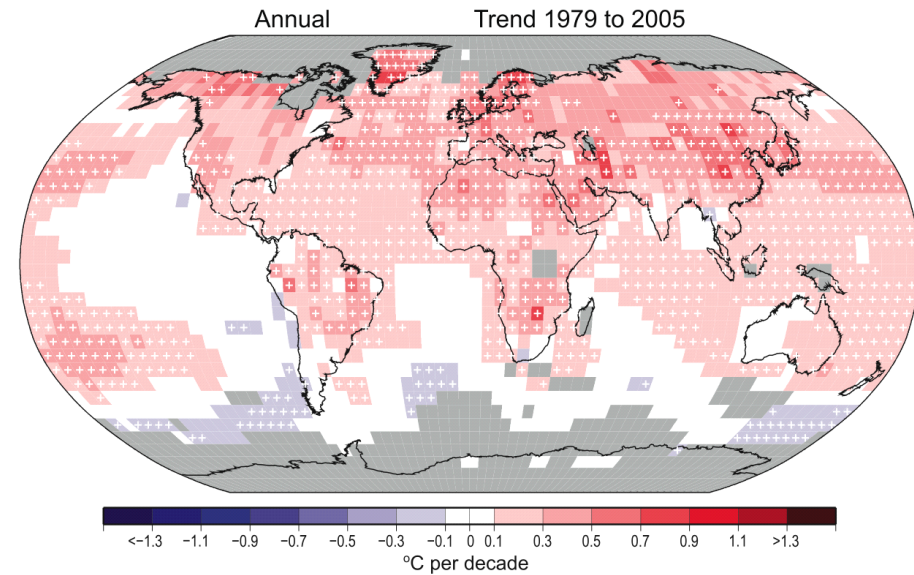 Annual Trend 1979 to 2005
<−1.3 −1.1 −0.9 −0.7 −0.5 −0.3 −0.1 0 0.1 0.3 0.5 0.7 0.9 1.1 >1.3
ºC per decade